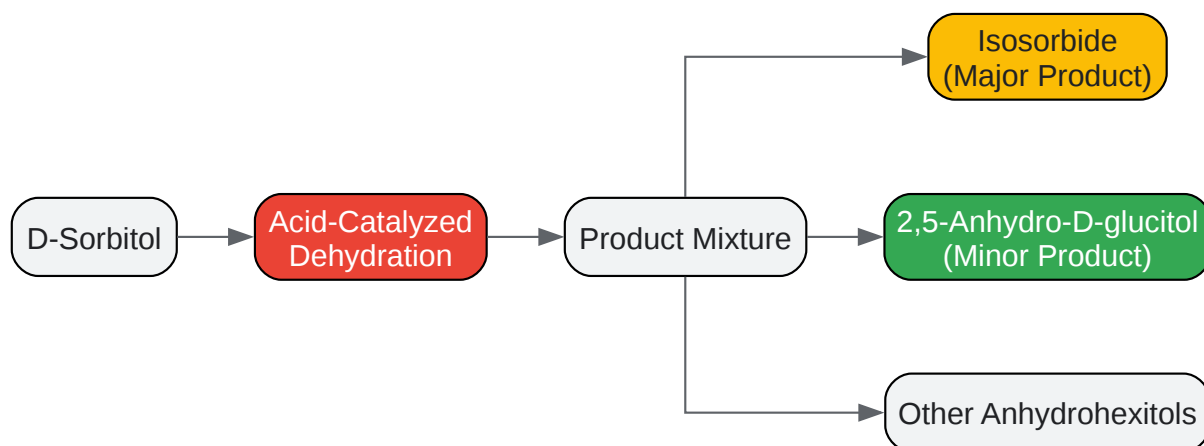 Isosorbide
(Major Product)
D-Sorbitol
Acid-Catalyzed
Dehydration
Product Mixture
2,5-Anhydro-D-glucitol
(Minor Product)
Other Anhydrohexitols